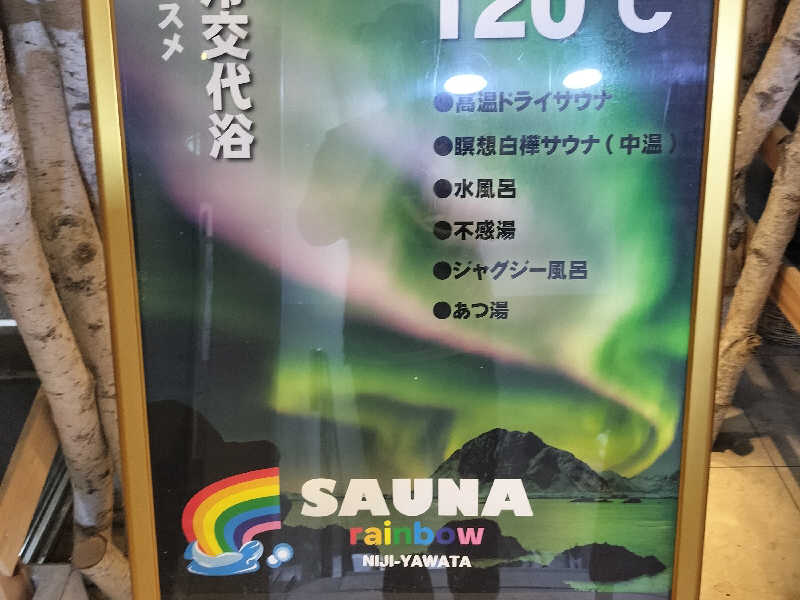 120℃
交代浴
スメ
●高温ドライサウナ
●瞑想白樺サウナ(中温)
●水風呂
●不感湯
●ジャグジー風呂
●あつ湯
SAUNA
rainbow
NIJI-YAWATA